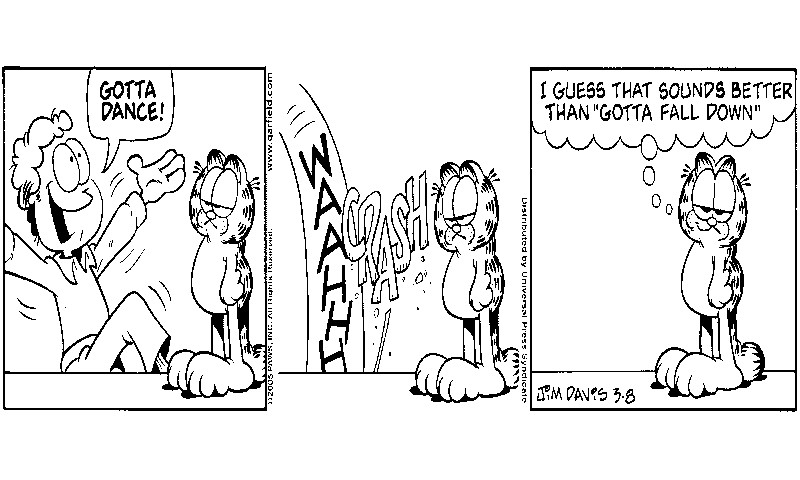 GOTTA
DANCE!
www.garfield.com
©2005 PAWS, INC. All Rights Reserved.
WAAHHH
CRASH
Distributed by Universal Press Syndicate
I GUESS THAT SOUNDS BETTER
THAN "GOTTA FALL DOWN"
JIM DAVIS 3-8